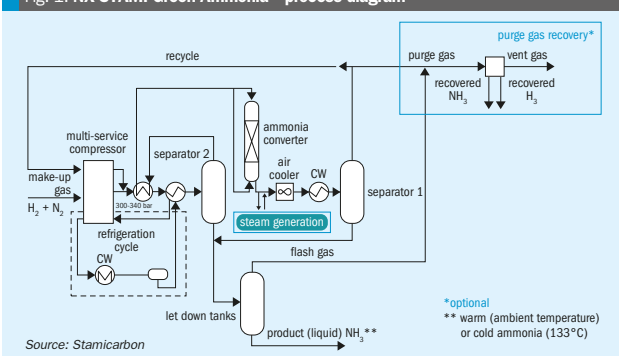 Fig. 1: NX STAMI Green Ammonia™ process diagram
purge gas recovery*
recycle
purge gas
vent gas
recovered
NH3
recovered
H3
multi-service
compressor
ammonia
converter
separator 2
air
cooler
CW
make-up
gas
H2 + N2
300-340 bar
separator 1
steam generation
refrigeration
cycle
CW
flash gas
let down tanks
product (liquid) NH3**
*optional
** warm (ambient temperature)
or cold ammonia (133°C)
Source: Stamicarbon